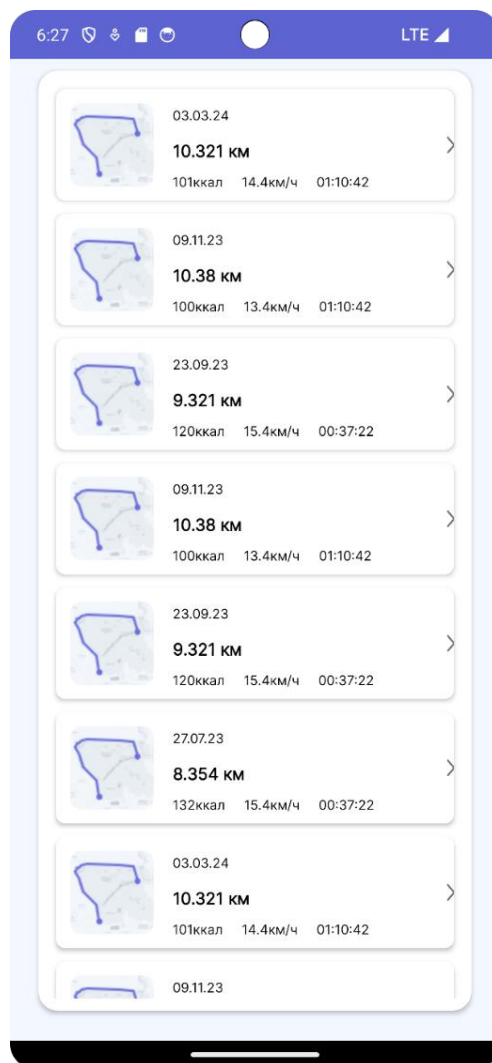 6:27 LTE
03.03.24
10.321 км
101ккал 14.4км/ч 01:10:42
09.11.23
10.38 км
100ккал 13.4км/ч 01:10:42
23.09.23
9.321 км
120ккал 15.4км/ч 00:37:22
09.11.23
10.38 км
100ккал 13.4км/ч 01:10:42
23.09.23
9.321 км
120ккал 15.4км/ч 00:37:22
27.07.23
8.354 км
132ккал 15.4км/ч 00:37:22
03.03.24
10.321 км
101ккал 14.4км/ч 01:10:42
09.11.23